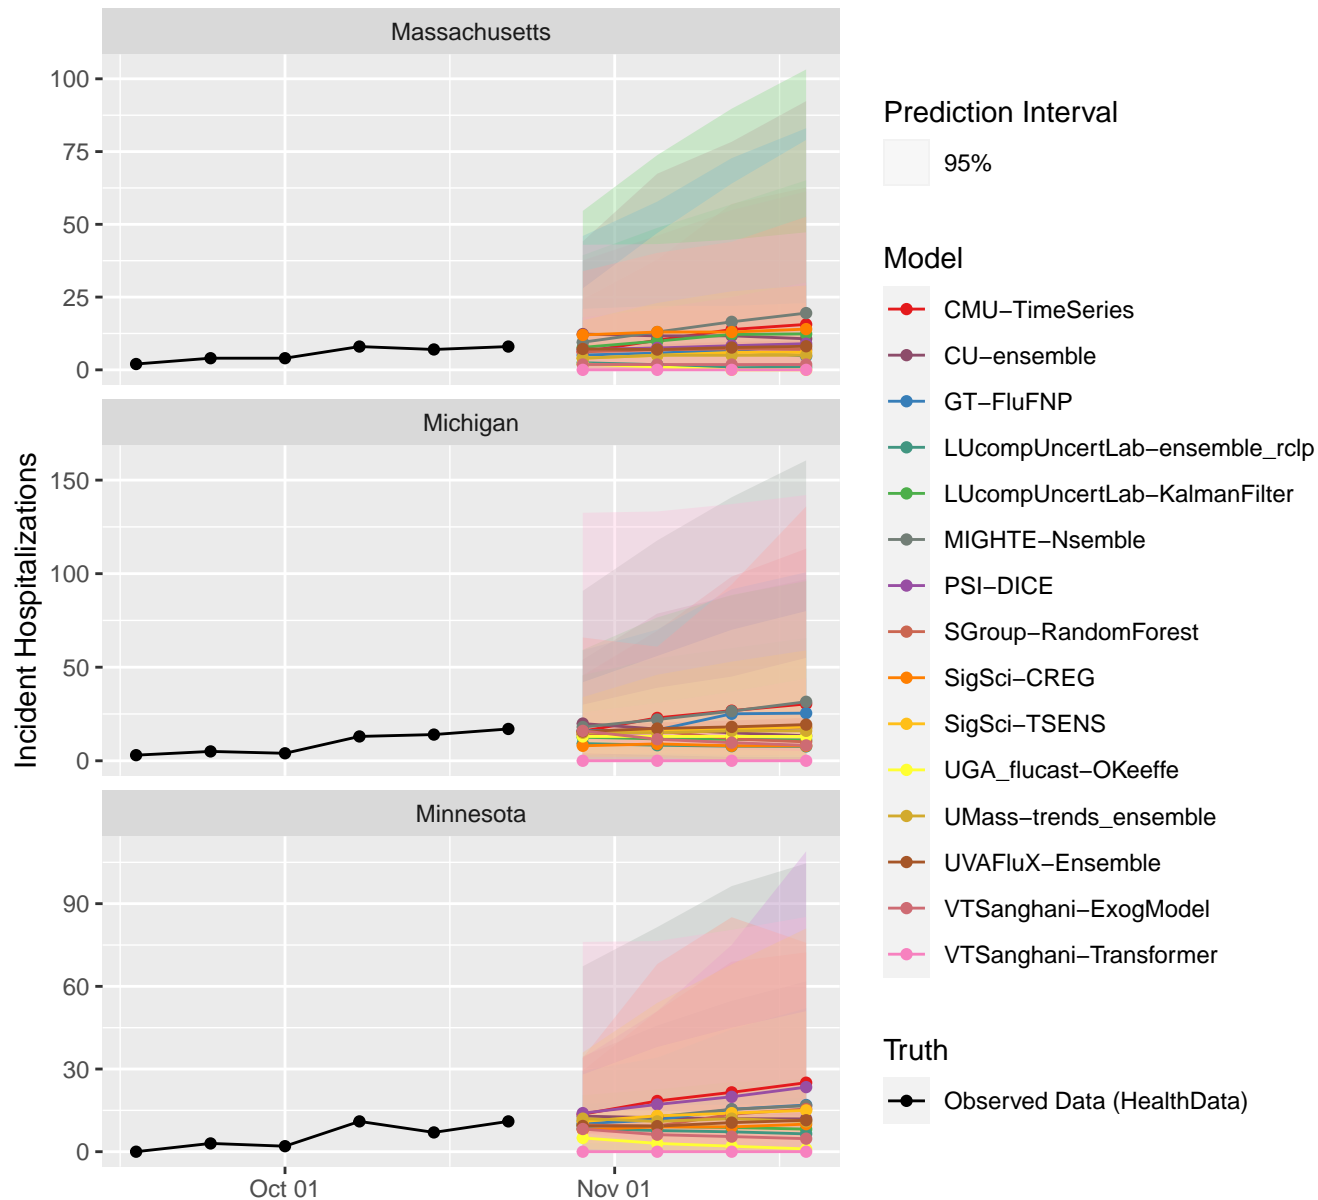 Massachusetts
100
75
50
25
0
Michigan
150
100
50
0
Minnesota
90
60
30
0
Oct 01
Nov 01
Incident Hospitalizations
Prediction Interval
95%
Model
CMU−TimeSeries
CU−ensemble
GT−FluFNP
LUcompUncertLab−ensemble_rclp
LUcompUncertLab−KalmanFilter
MIGHTE−Nsemble
PSI−DICE
SGroup−RandomForest
SigSci−CREG
SigSci−TSENS
UGA_flucast−OKeeffe
UMass−trends_ensemble
UVAFluX−Ensemble
VTSanghani−ExogModel
VTSanghani−Transformer
Truth
Observed Data (HealthData)